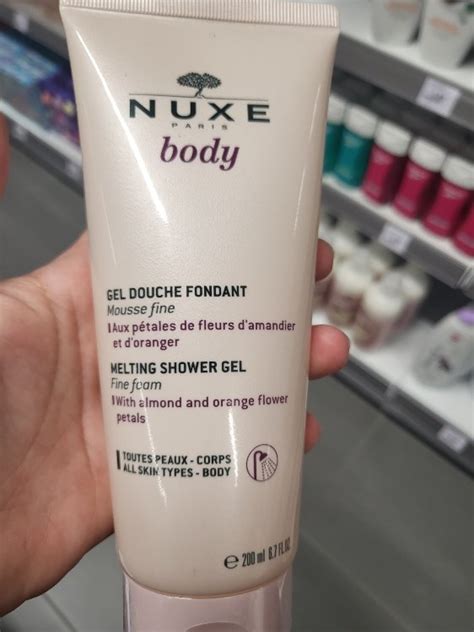 NUXE
PARIS
body
GEL DOUCHE FONDANT
Mousse fine
Aux pétales de fleurs d'amandier
et d'oranger
MELTING SHOWER GEL
Fine foam
With almond and orange flower
petals
TOUTES PEAUX - CORPS
ALL SKIN TYPES - BODY
e 200 ml 6.7 FL.OZ